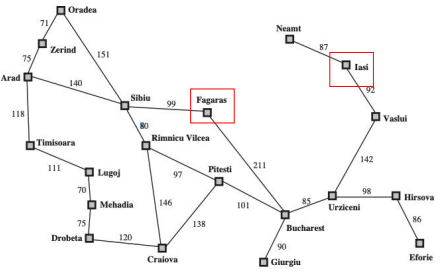 Oradea
Neamt
71
87
Zerind
151
Iasi
75
Arad
140
92
Sibiu
99
Fagaras
118
Vaslui
80
Timisoara
Rimnicu Vilcea
111
Lugoj
97
Pitesti
211
142
70
Mehadia
146
101
85
98
Hirsova
75
138
Urziceni
86
Drobeta
120
Bucharest
90
Craiova
Giurgiu
Eforie